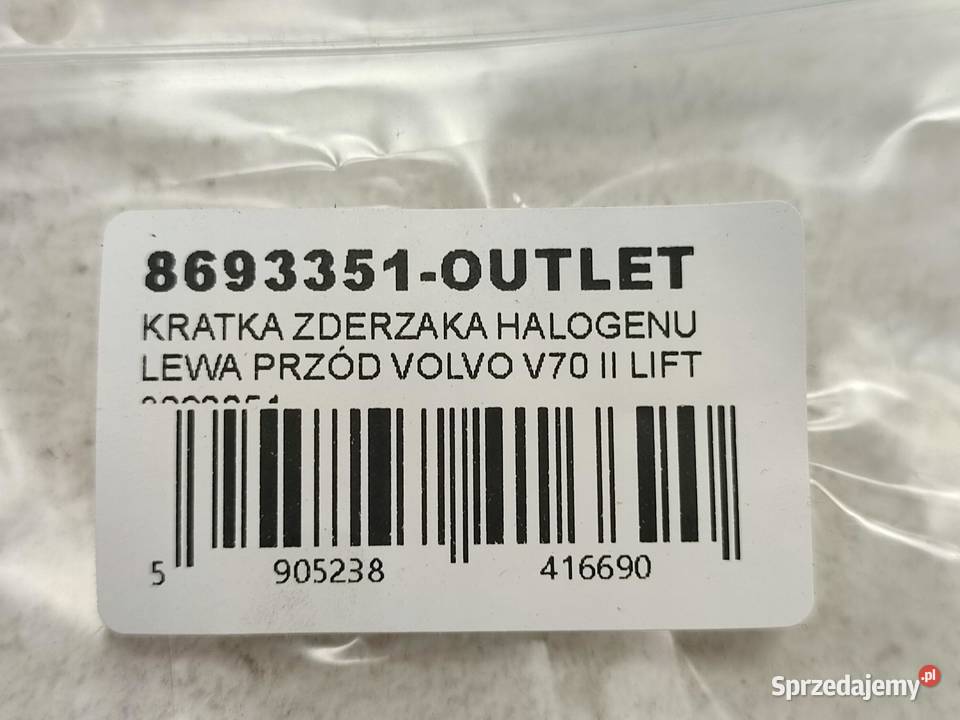 8693351-OUTLET
KRATKA ZDERZAKA HALOGENU
LEWA PRZÓD VOLVO V70 II LIFT
5 905238 416690
Sprzedajemy.pl